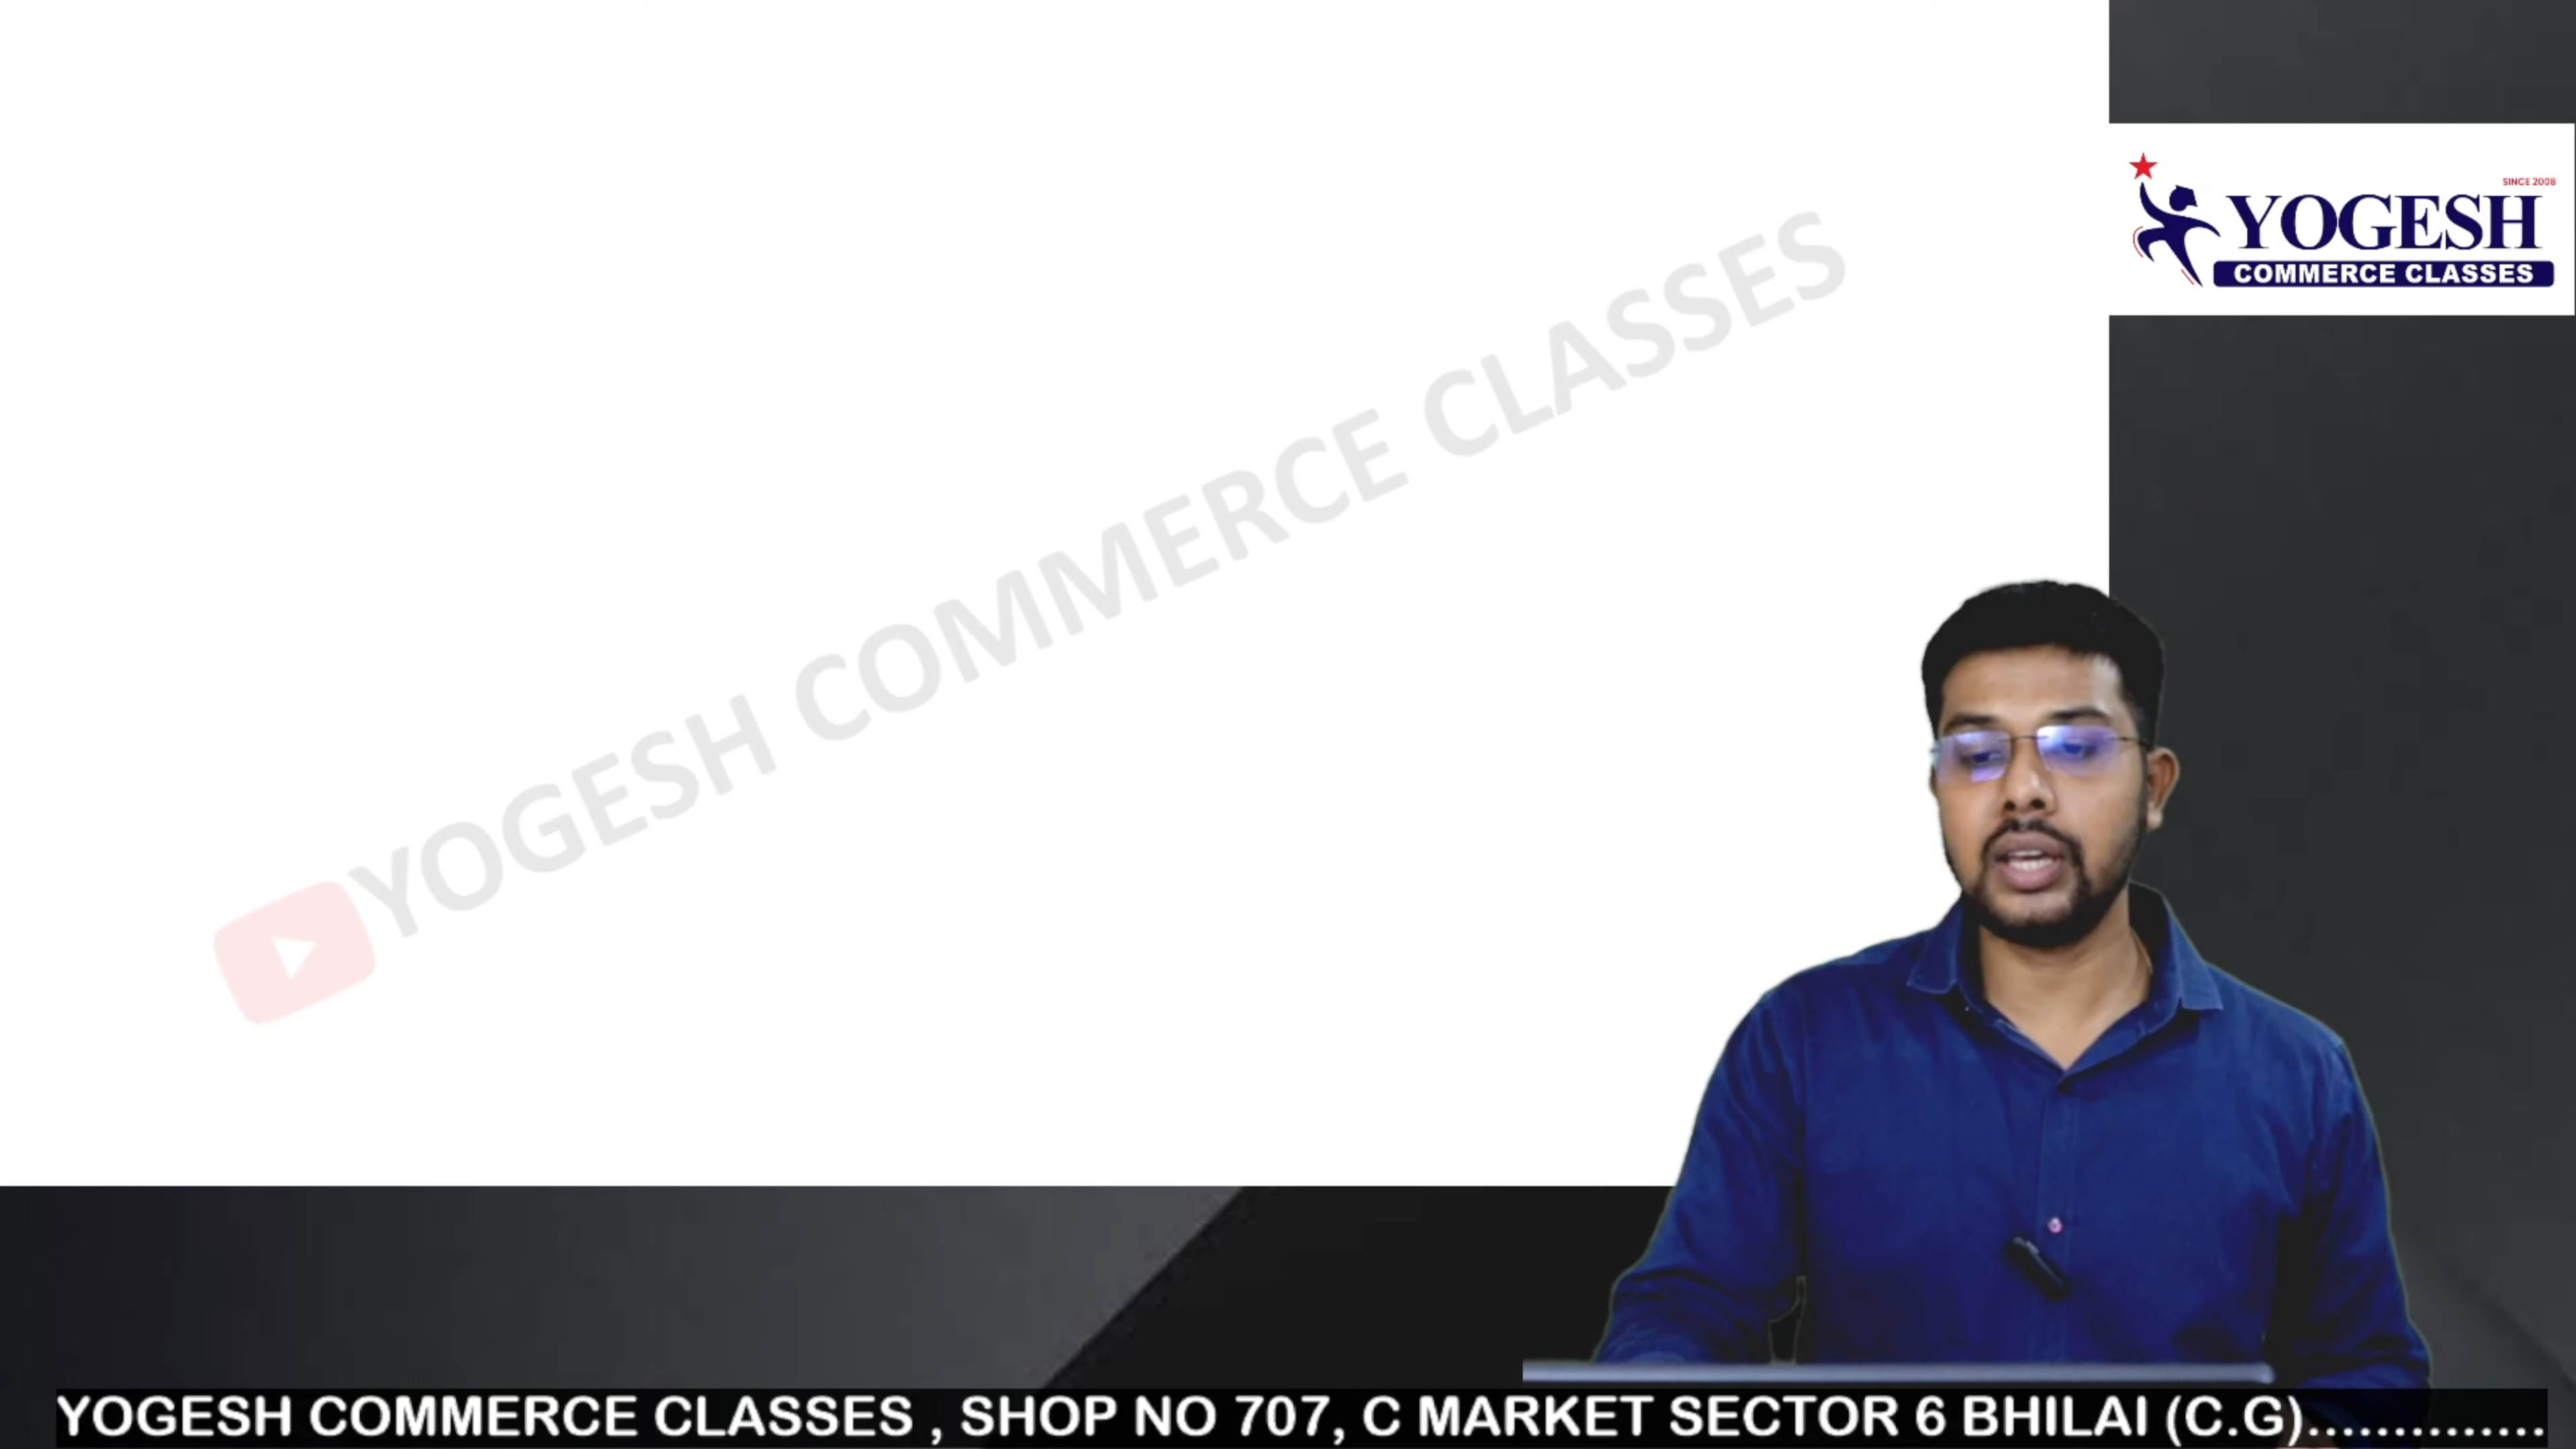 SINCE 2008
YOGESH
COMMERCE CLASSES
YOGESH COMMERCE CLASSES
YOGESH COMMERCE CLASSES , SHOP NO 707, C MARKET SECTOR 6 BHILAI (C.G)..............